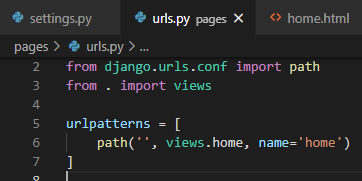 settings.py urls.py pages × <> home.html
pages > urls.py > ...
2 from django.urls.conf import path
3 from . import views
4
5 urlpatterns = [
6     path('', views.home, name='home')
7 ]
8